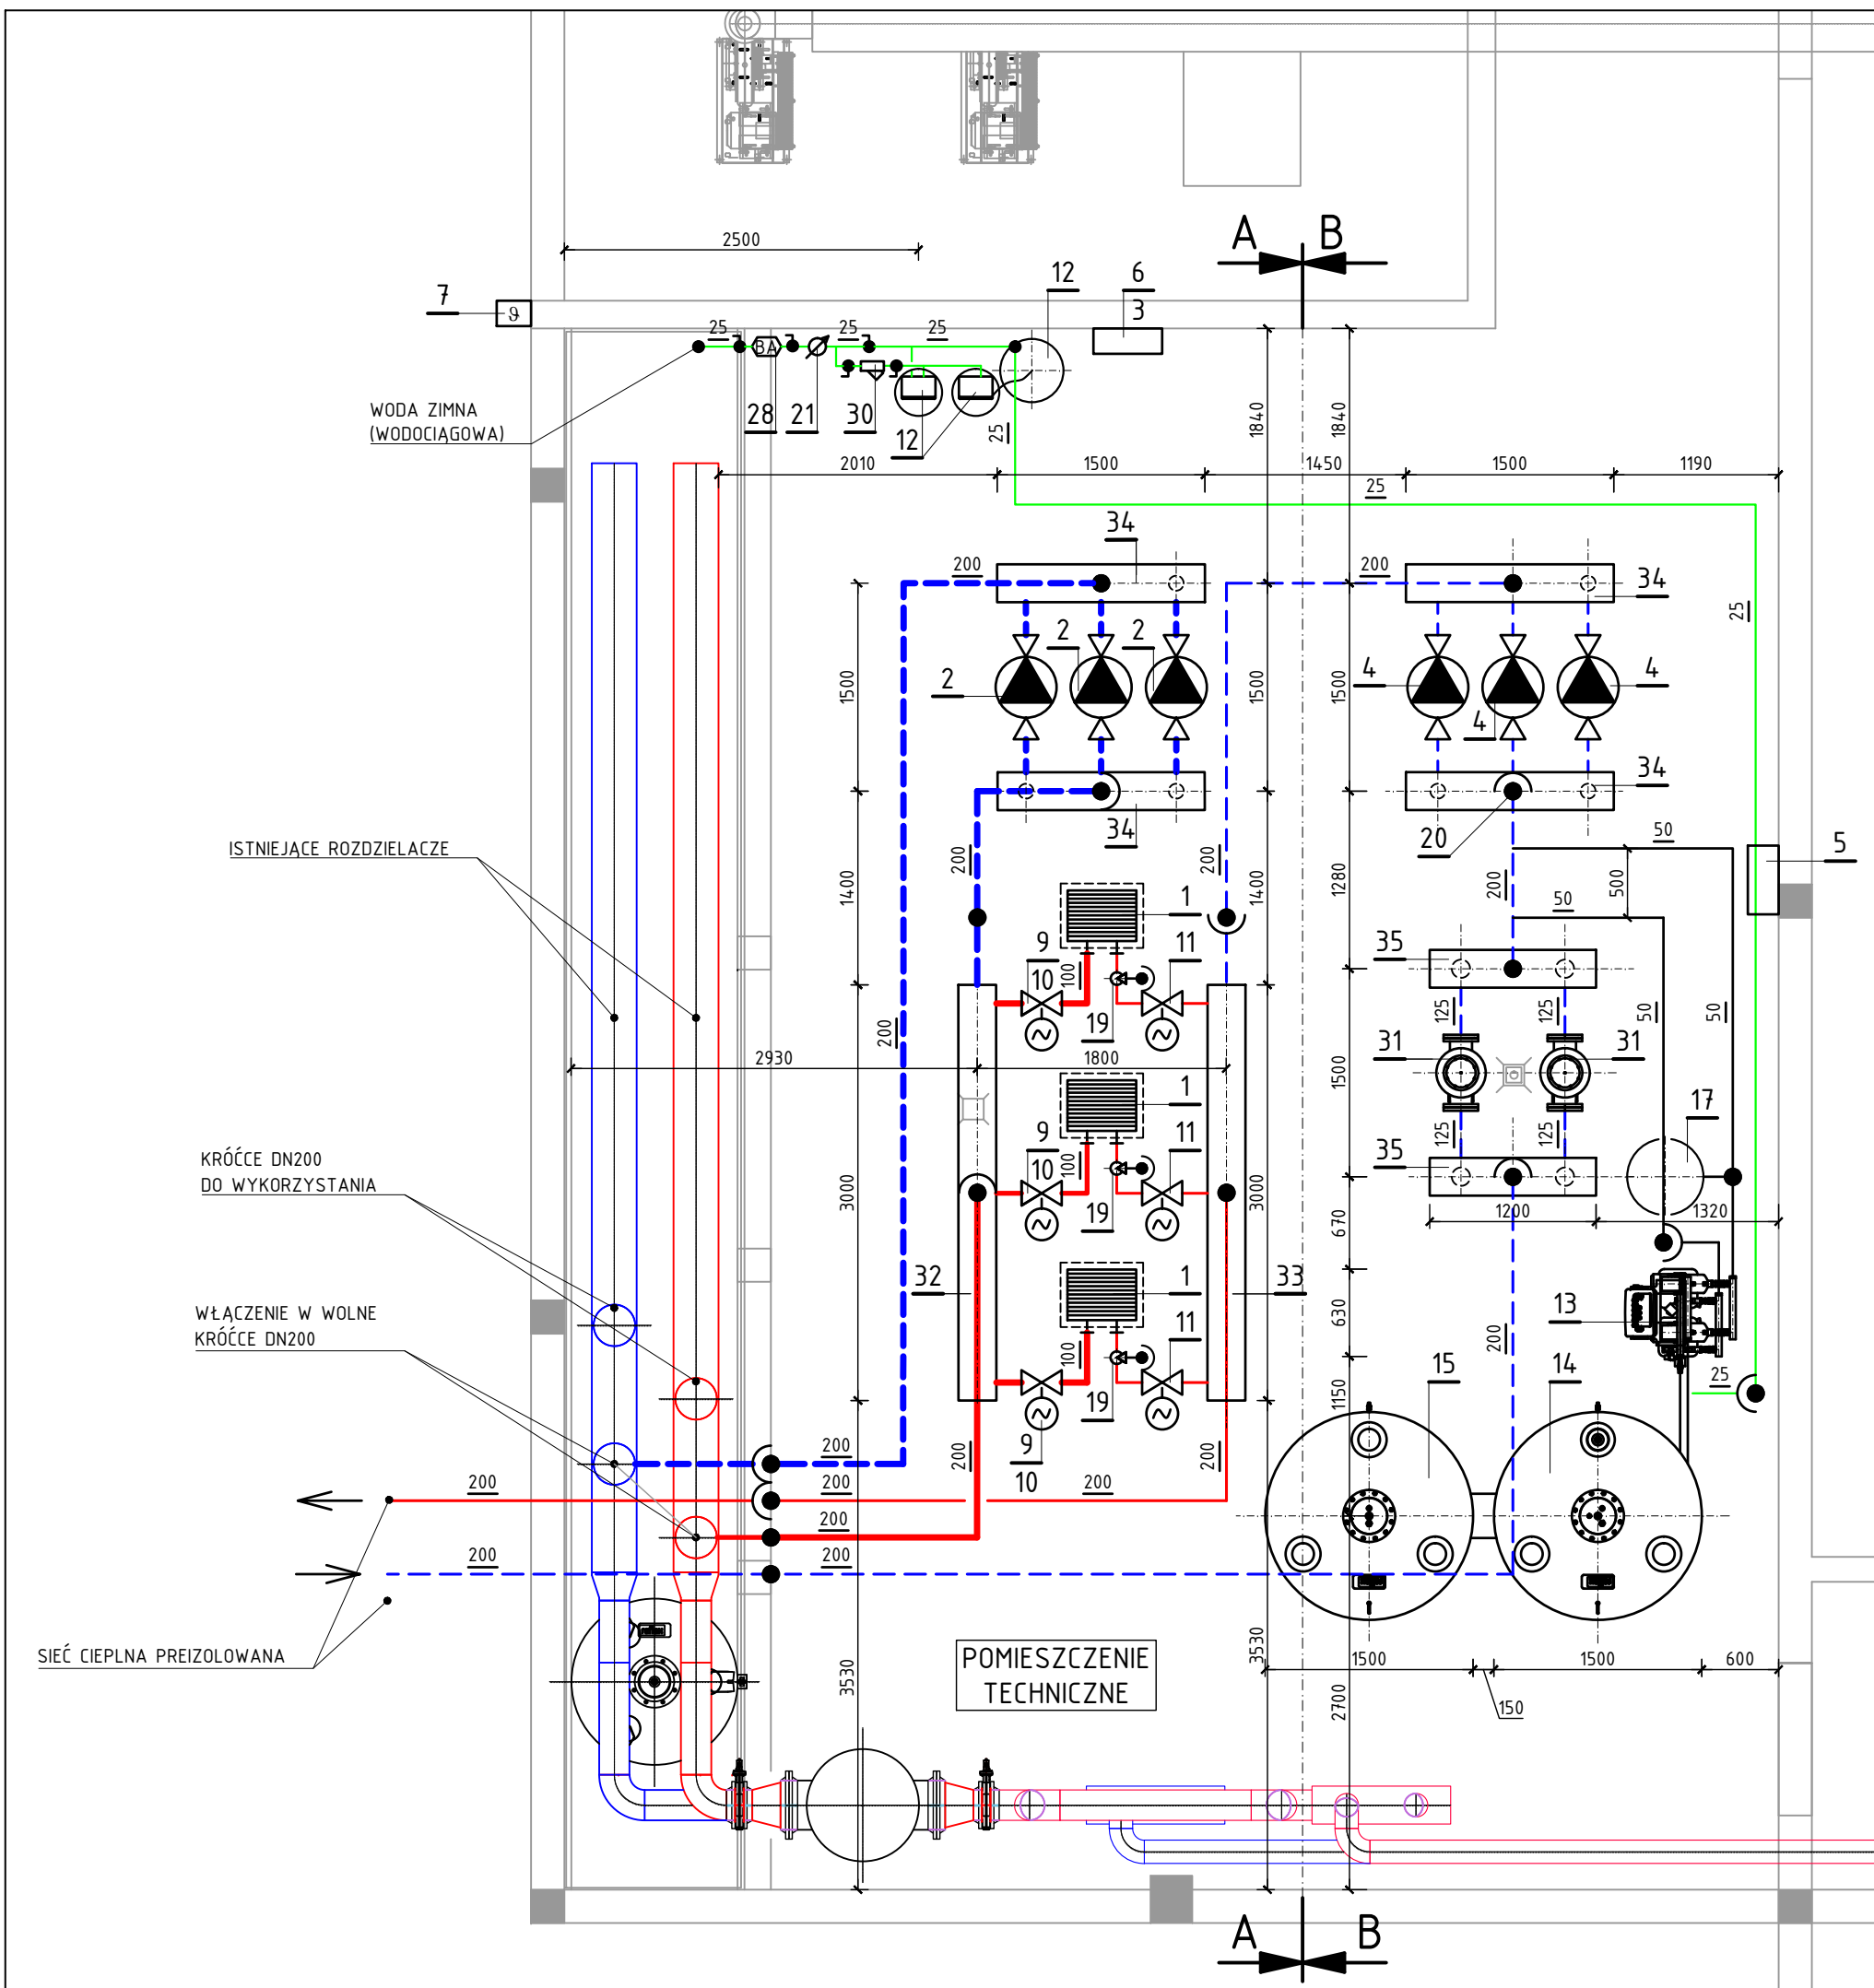 A B
2500
7
ϑ
12 6
3
25 25 25
BA
28 21 30 12
WODA ZIMNA
(WODOCIĄGOWA)
25
1840 1840
2010 1500 1450 1500 1190
25
34
200 200
34
25
2 2
2
4 4
4
1500 1500 1500
34
34
20
50
5
ISTNIEJĄCE ROZDZIELACZE
200 200 200
1400 1400 1280
500
50
1
9 11
10
100
35
200
19
125 125
50 50
31 31
2930 1800
1500
1
9 11
10
100
19
125 125
17
35
KRÓĆCE DN200
DO WYKORZYSTANIA
3000 3000
1200 1320
670
32 1 33
13
630
WŁĄCZENIE W WOLNE
KRÓĆCE DN200
11
100
200
15 14
25
1150
19
9
10
200 200
200
200 200 200
200
200 200
SIEĆ CIEPLNA PREIZOLOWANA
POMIESZCZENIE
TECHNICZNE
3530 3530
2700
1500 1500 600
150
A B